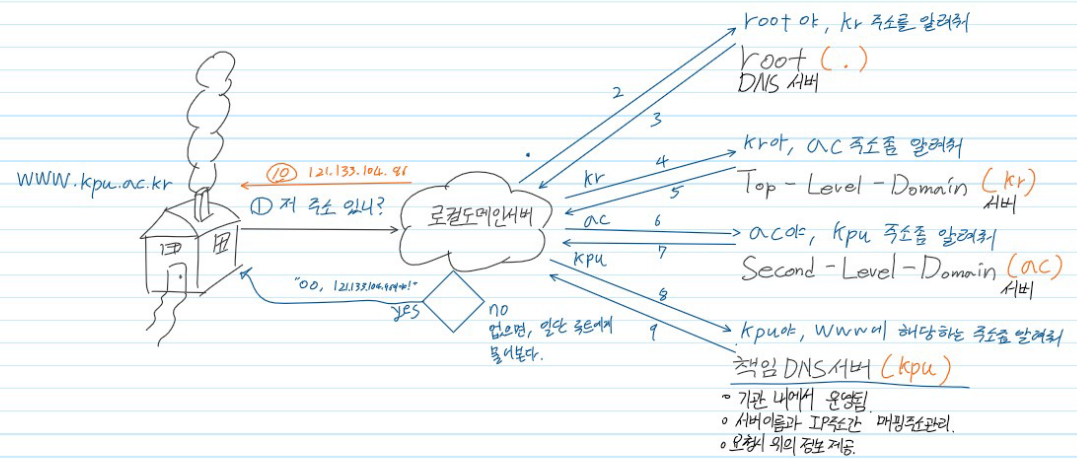 root야, kr 주소를 알려줘
root (.)
DNS 서버
2
3
www.kpu.ac.kr
⑩ 121.133.104.96
① 저 주소 있니?
로컬도메인서버
kr
4
5
kr아, ac 주소좀 알려줘
Top-Level-Domain (kr)
서버
ac
6
7
ac야, kpu 주소좀 알려줘
Second-Level-Domain (ac)
서버
kpu
8
9
"00, 121.133.104.
yes
no
없으면, 일단 루트에게
물어본다.
kpu야, www에 해당하는 주소좀 알려줘
책임DNS서버 (kpu)
◦ 기관 내에서 운영됨.
◦ 서버이름과 IP주소간 매핑주소관리.
◦ 요청시 위의 정보제공.